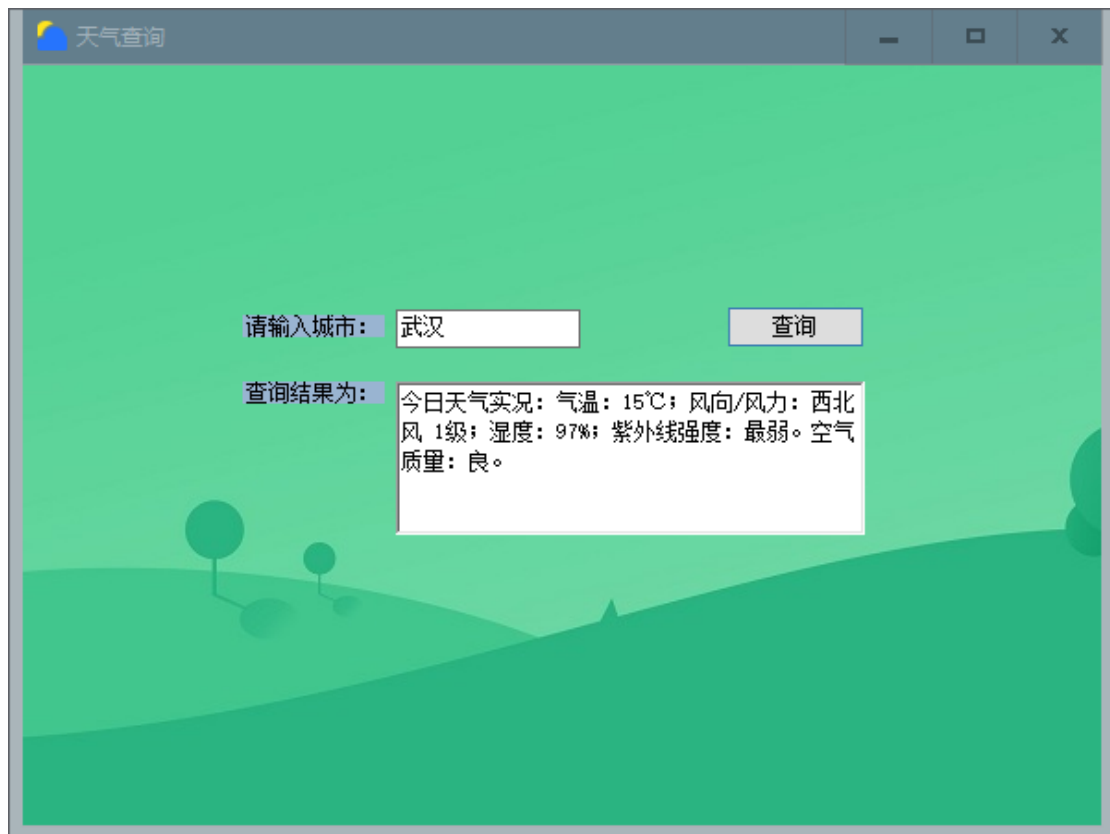 天气查询
请输入城市： 武汉 查询
查询结果为：
今日天气实况：气温：15℃；风向/风力：西北
风 1级；湿度：97%；紫外线强度：最弱。空气
质量：良。